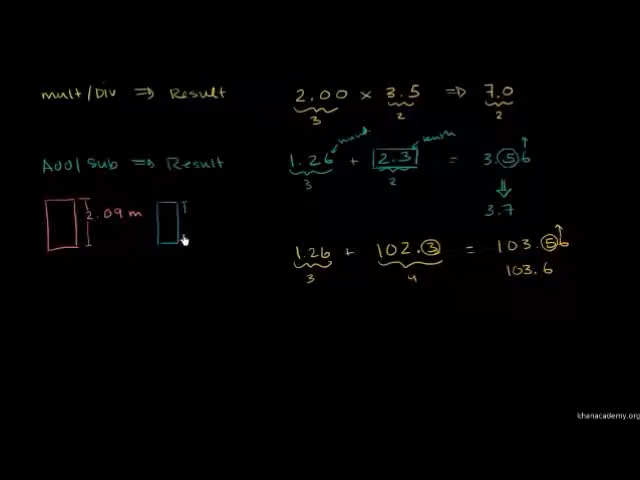 mult/Div ⇒ Result 2.00 × 3.5 ⇒ 7.0
3 2 2
Add/Sub ⇒ Result 1.26 + 2.3 = 3.56
3 2
3.7
2.09 m
1.26 + 102.3 = 103.56
3 4
103.6
khanacademy.org